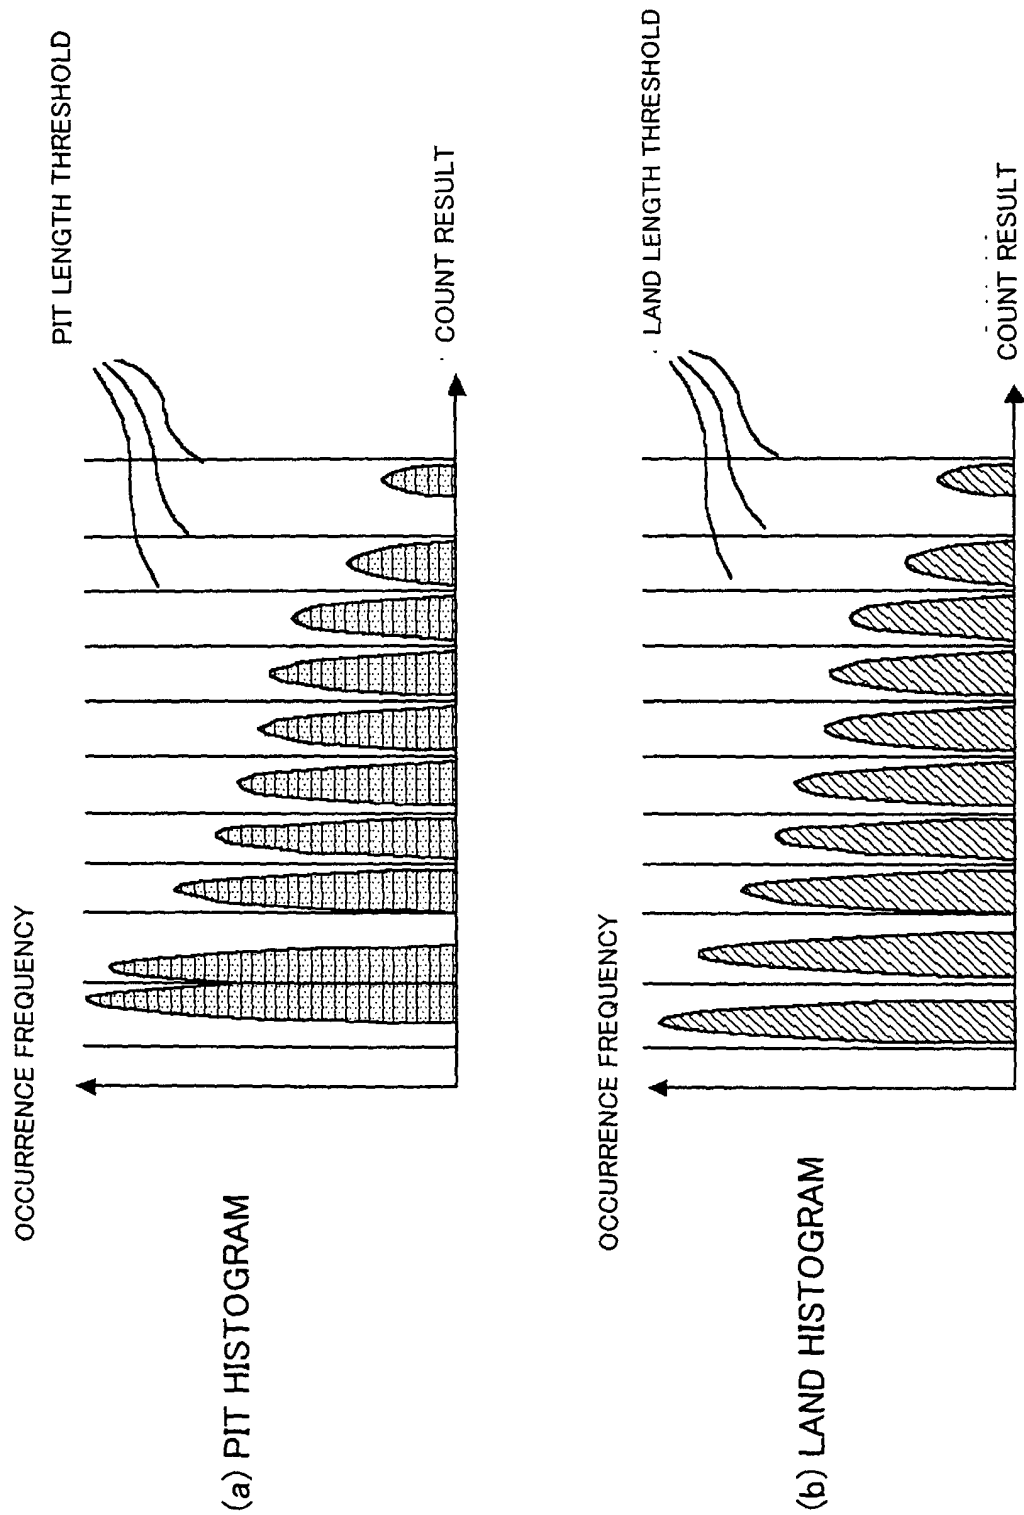 (a) PIT HISTOGRAM
OCCURRENCE FREQUENCY
PIT LENGTH THRESHOLD
COUNT RESULT
(b) LAND HISTOGRAM
OCCURRENCE FREQUENCY
LAND LENGTH THRESHOLD
COUNT RESULT